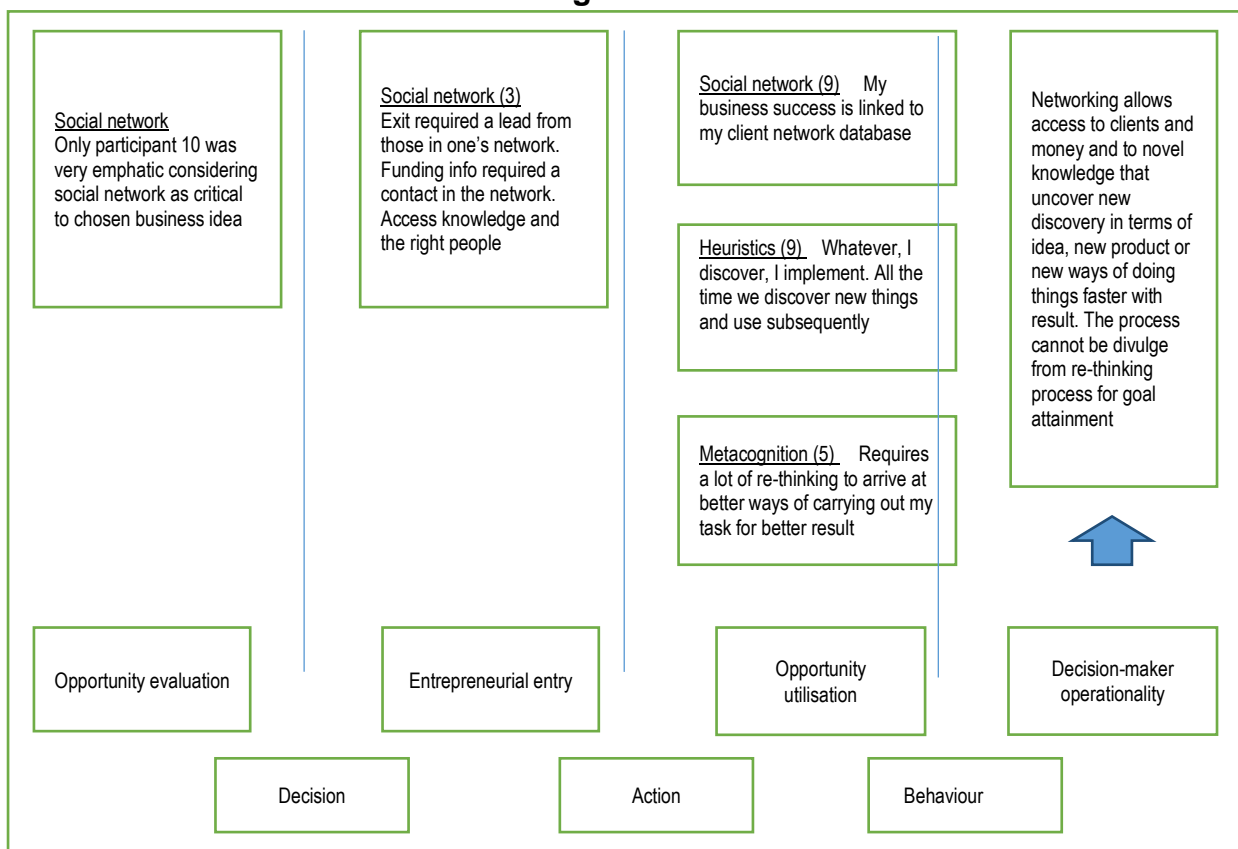 g
Social network
Only participant 10 was
very emphatic considering
social network as critical
to chosen business idea
Social network (3)
Exit required a lead from
those in one's network.
Funding info required a
contact in the network.
Access knowledge and
the right people
Social network (9) My
business success is linked to
my client network database
Heuristics (9) Whatever, I
discover, I implement. All the
time we discover new things
and use subsequently
Metacognition (5) Requires
a lot of re-thinking to arrive at
better ways of carrying out my
task for better result
Networking allows
access to clients and
money and to novel
knowledge that
uncover new
discovery in terms of
idea, new product or
new ways of doing
things faster with
result. The process
cannot be divulge
from re-thinking
process for goal
attainment
Opportunity evaluation
Entrepreneurial entry
Opportunity
utilisation
Decision-maker
operationality
Decision
Action
Behaviour